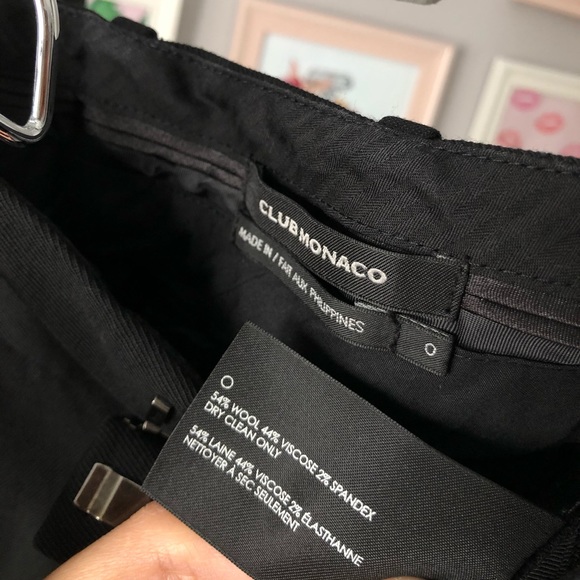 CLUB MONACO
MADE IN / FAIT AUX PHILIPPINES
0
0
54% WOOL 44% VISCOSE 2% SPANDEX
DRY CLEAN ONLY
54% LAINE 44% VISCOSE 2% ÉLASTHANNE
NETTOYER À SEC SEULEMENT